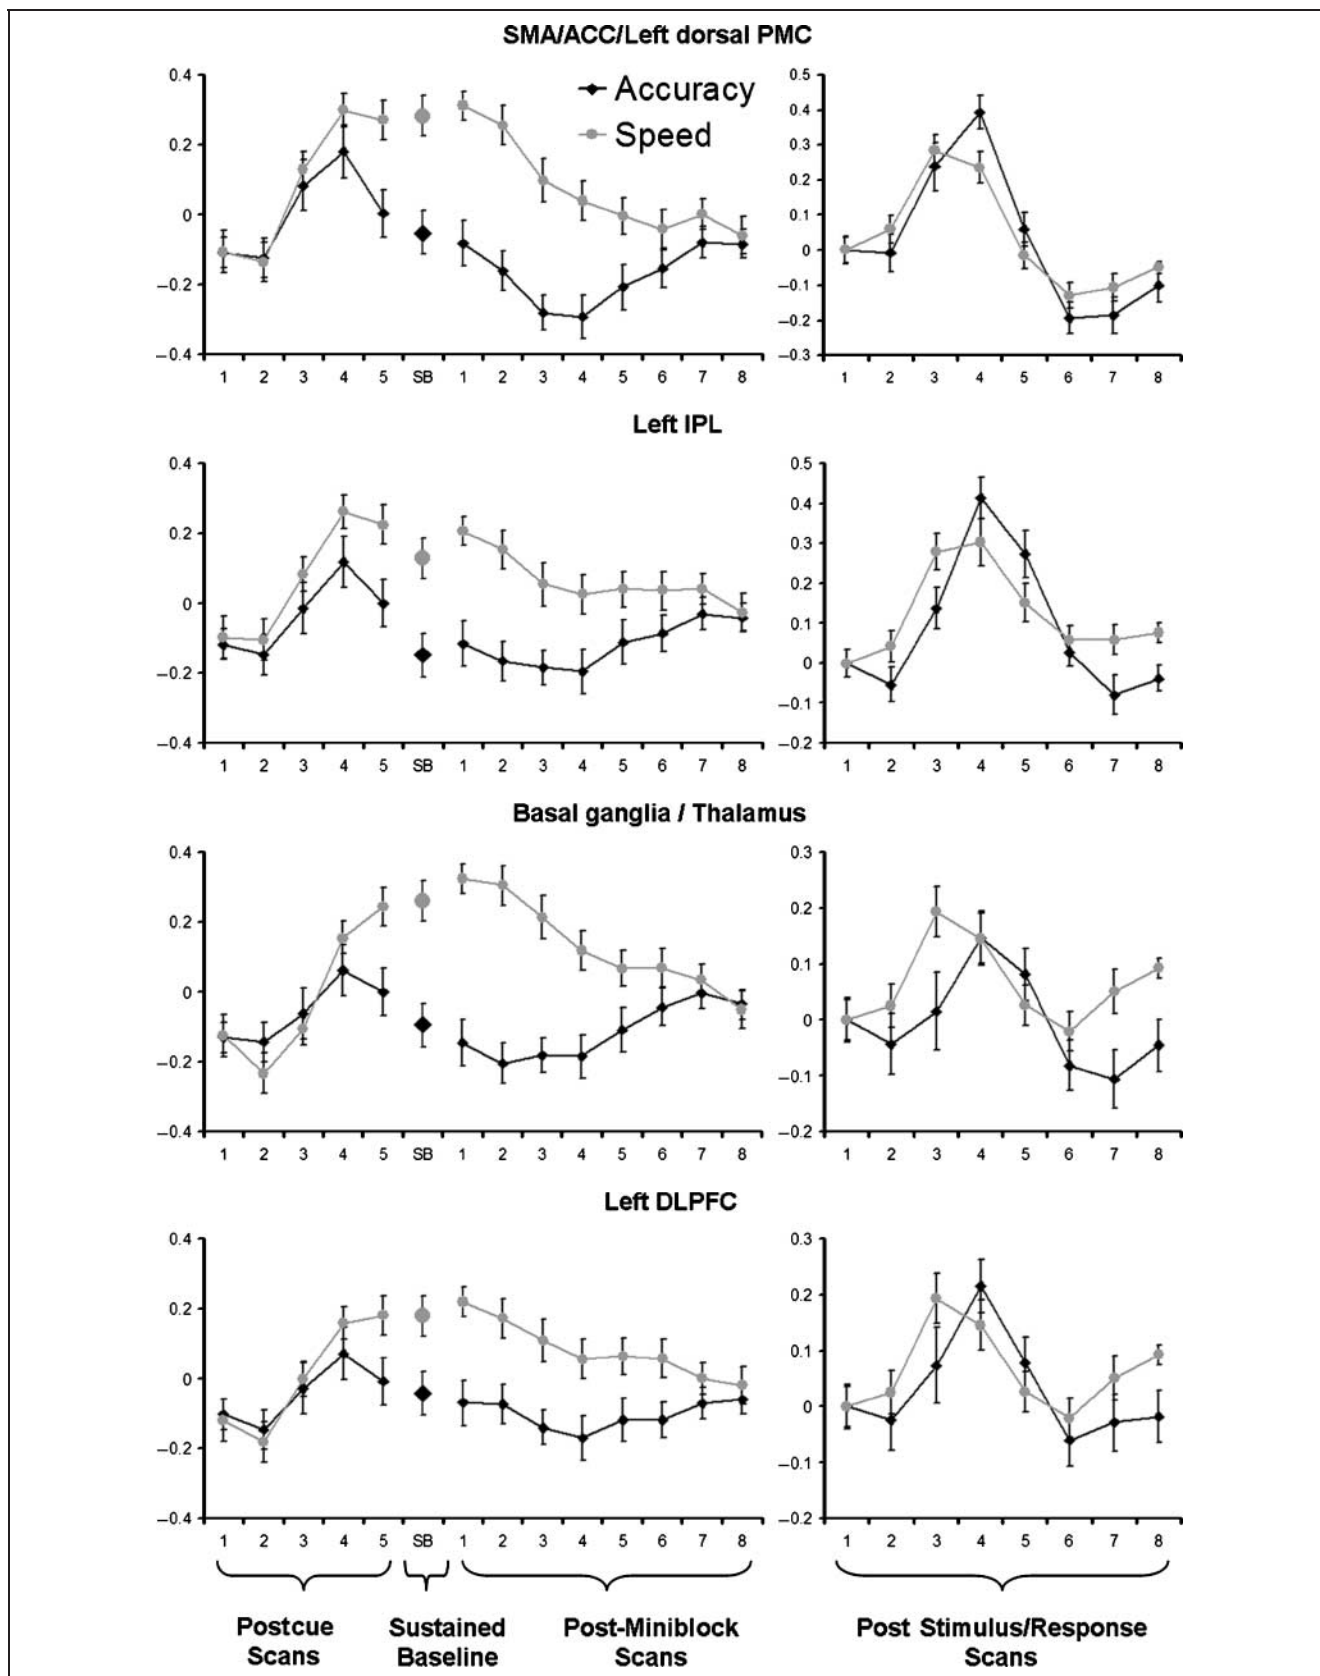 SMA/ACC/Left dorsal PMC
0.4
0.2
0
–0.2
–0.4
Accuracy
Speed
1 2 3 4 5 SB 1 2 3 4 5 6 7 8
0.5
0.4
0.3
0.2
0.1
0
–0.1
–0.2
–0.3
1 2 3 4 5 6 7 8
Left IPL
0.4
0.2
0
–0.2
–0.4
1 2 3 4 5 SB 1 2 3 4 5 6 7 8
0.5
0.4
0.3
0.2
0.1
0
–0.1
–0.2
1 2 3 4 5 6 7 8
Basal ganglia / Thalamus
0.4
0.2
0
–0.2
–0.4
1 2 3 4 5 SB 1 2 3 4 5 6 7 8
0.3
0.2
0.1
0
–0.1
–0.2
1 2 3 4 5 6 7 8
Left DLPFC
0.4
0.2
0
–0.2
–0.4
1 2 3 4 5 SB 1 2 3 4 5 6 7 8
0.3
0.2
0.1
0
–0.1
–0.2
1 2 3 4 5 6 7 8
Postcue
Scans
Sustained
Baseline
Post-Miniblock
Scans
Post Stimulus/Response
Scans